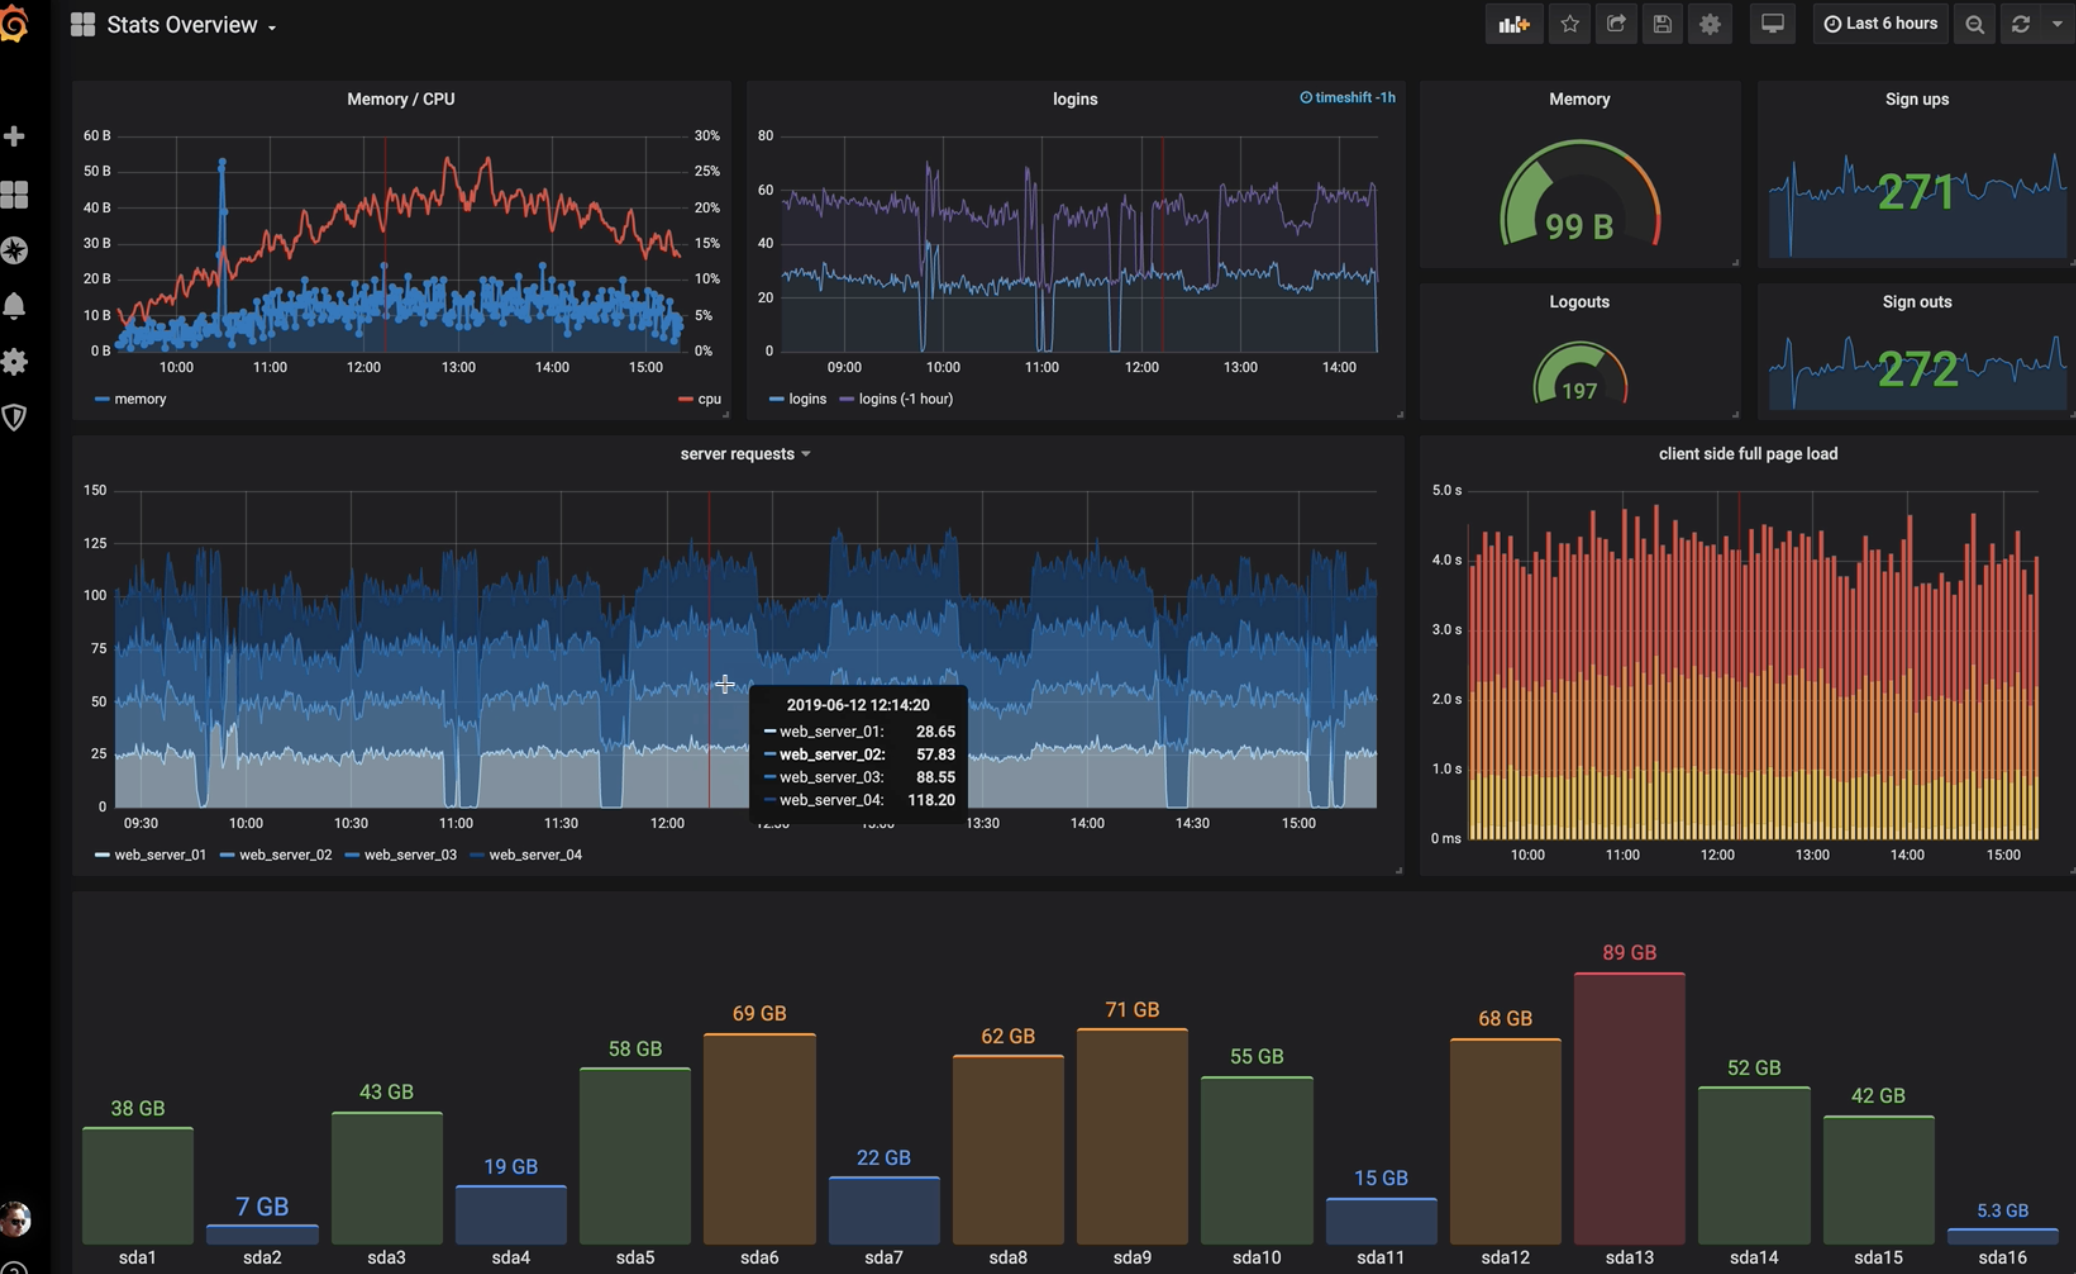 Stats Overview
Last 6 hours
Memory / CPU
60 B
50 B
40 B
30 B
20 B
10 B
0 B
30%
25%
20%
15%
10%
5%
0%
10:00 11:00 12:00 13:00 14:00 15:00
memory
cpu
logins
timeshift -1h
80
60
40
20
0
09:00 10:00 11:00 12:00 13:00 14:00
logins logins (-1 hour)
Memory
99 B
Sign ups
271
Logouts
197
Sign outs
272
server requests
150
125
100
75
50
25
0
09:30 10:00 10:30 11:00 11:30 12:00 12:30 13:00 13:30 14:00 14:30 15:00
2019-06-12 12:14:20
web_server_01: 28.65
web_server_02: 57.83
web_server_03: 88.55
web_server_04: 118.20
web_server_01 web_server_02 web_server_03 web_server_04
client side full page load
5.0 s
4.0 s
3.0 s
2.0 s
1.0 s
0 ms
10:00 11:00 12:00 13:00 14:00 15:00
38 GB 7 GB 43 GB 19 GB 58 GB 69 GB 22 GB 62 GB 71 GB 55 GB 15 GB 68 GB 89 GB 52 GB 42 GB 5.3 GB
sda1 sda2 sda3 sda4 sda5 sda6 sda7 sda8 sda9 sda10 sda11 sda12 sda13 sda14 sda15 sda16